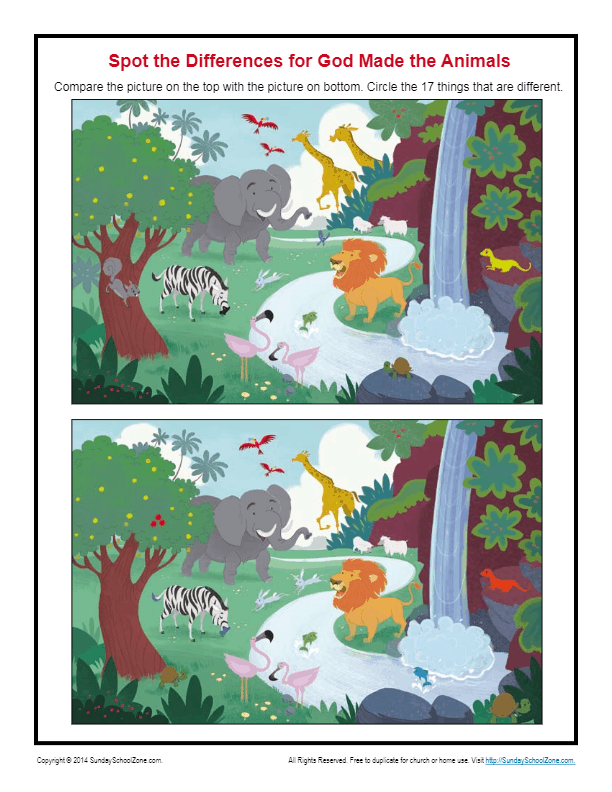 Spot the Differences for God Made the Animals
Compare the picture on the top with the picture on bottom. Circle the 17 things that are different.
Copyright © 2014 SundaySchoolZone.com. All Rights Reserved. Free to duplicate for church or home use. Visit http://SundaySchoolZone.com.